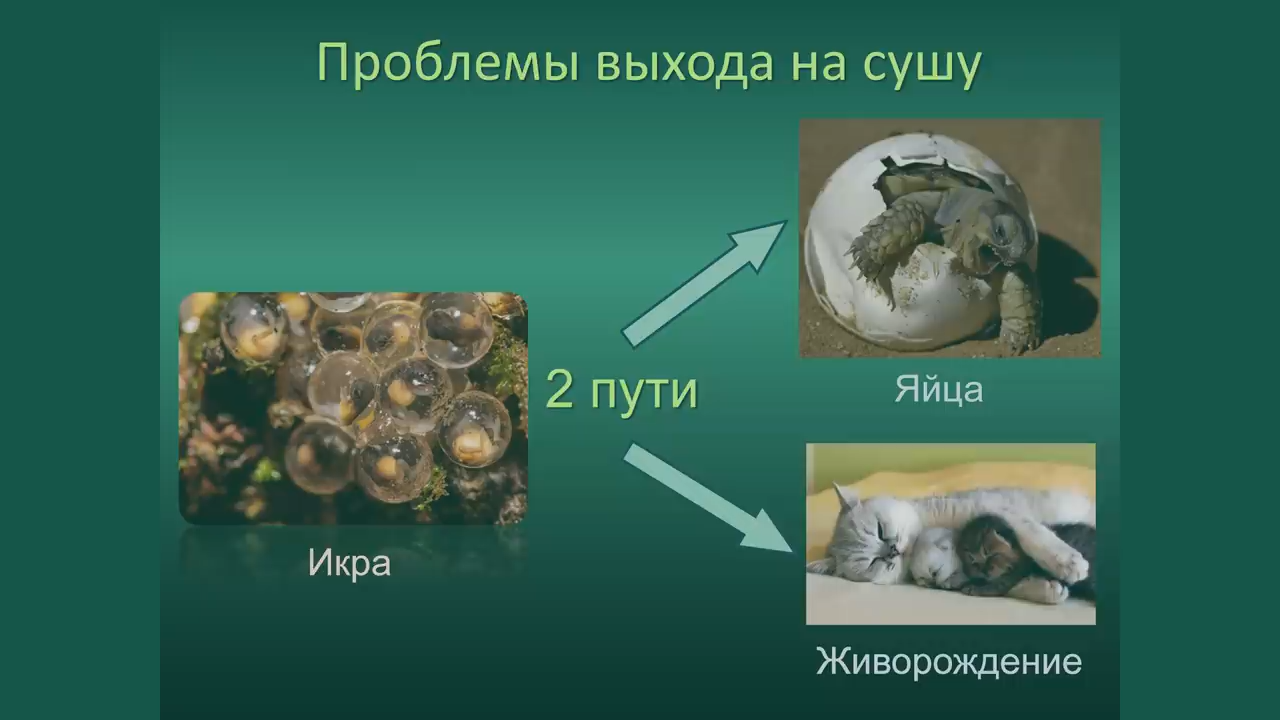 Проблемы выхода на сушу
2 пути
Икра
Яйца
Живорождение